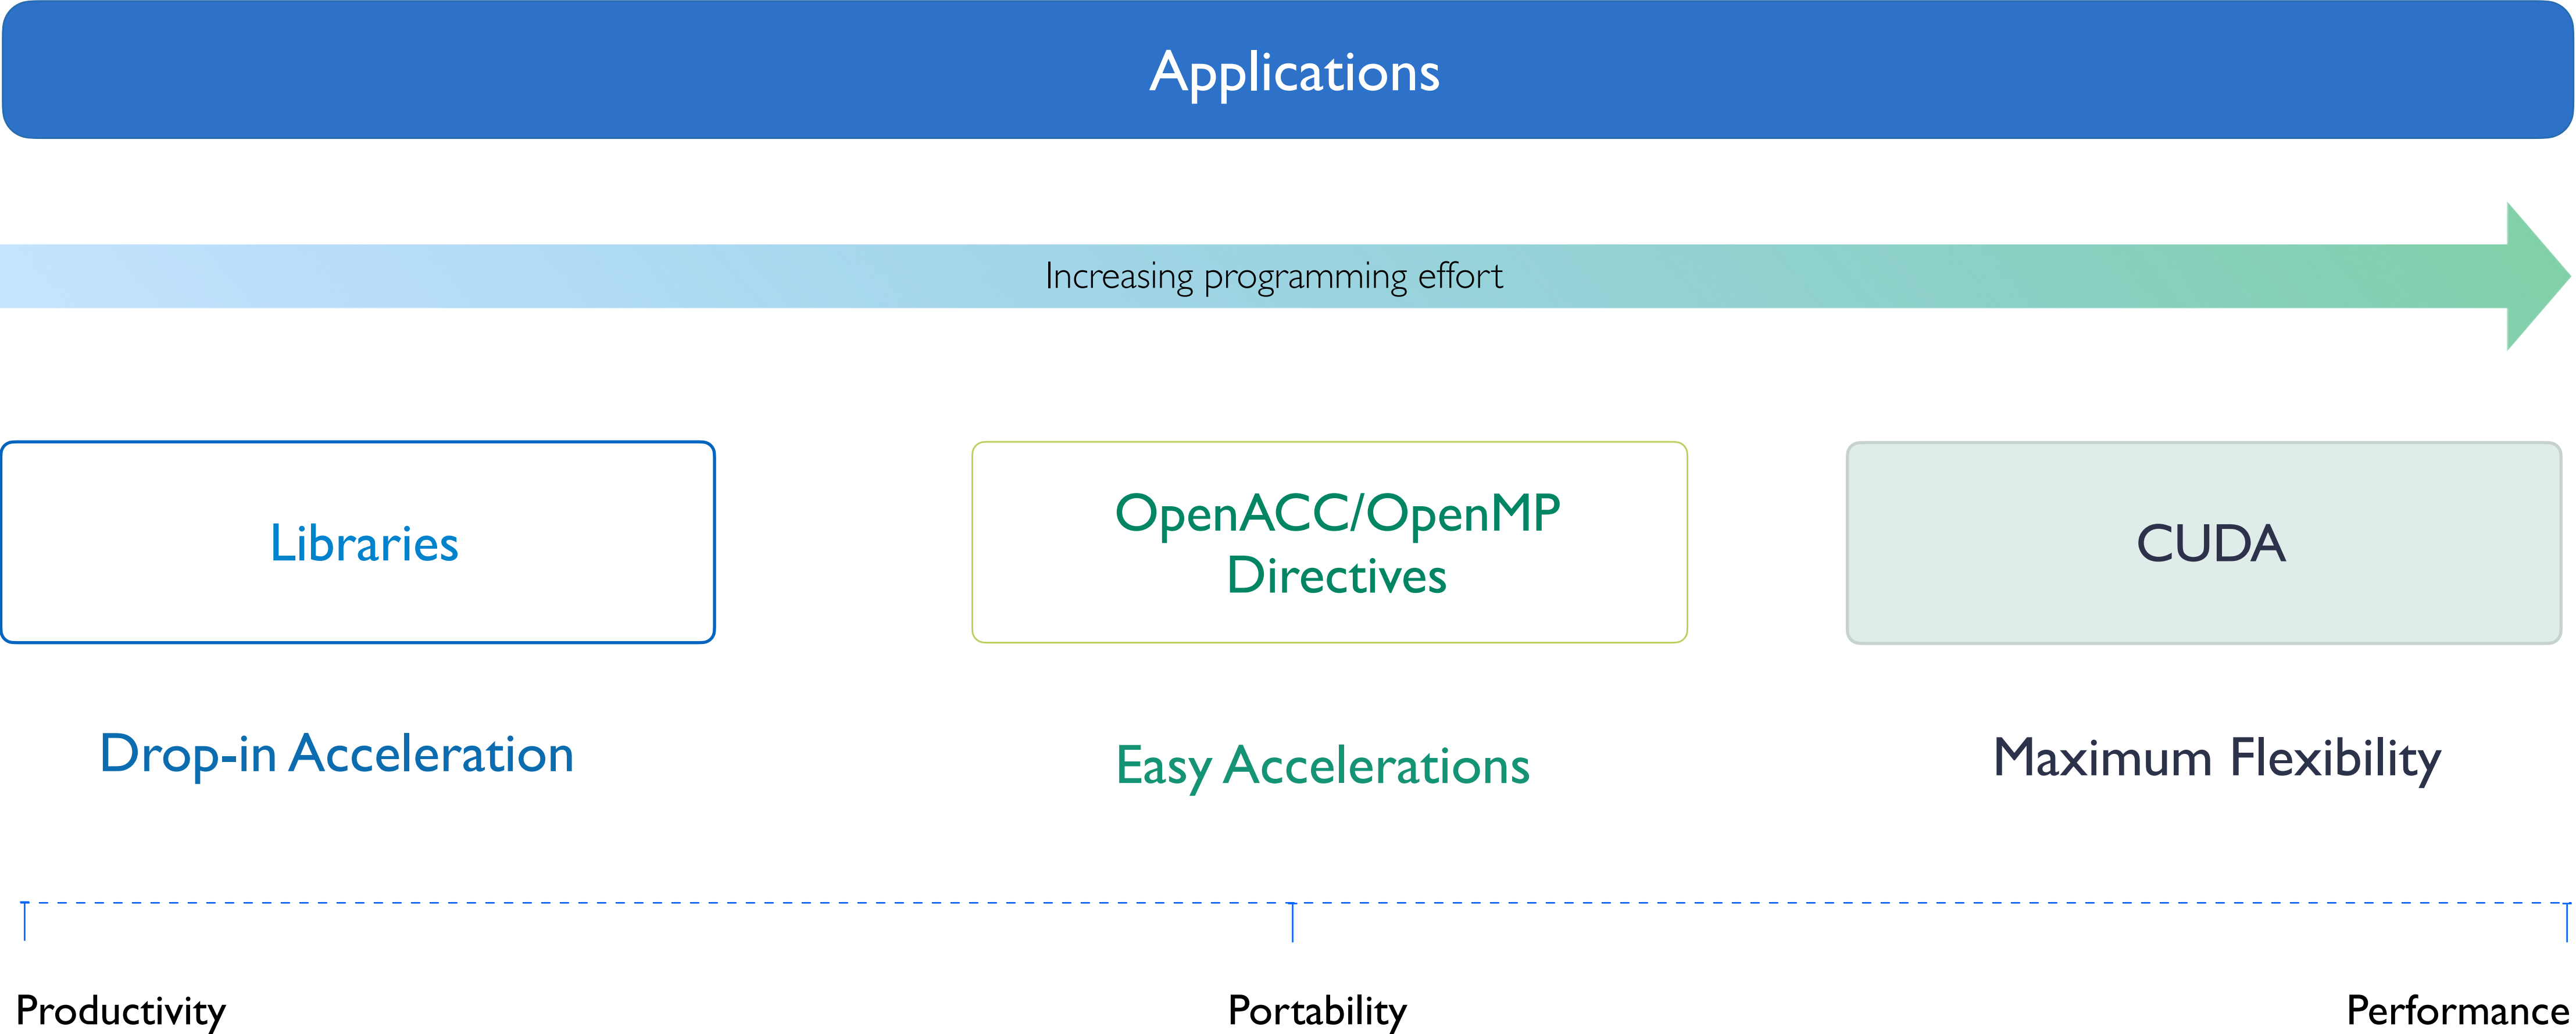 Applications
Increasing programming effort
Libraries
OpenACC/OpenMP
Directives
CUDA
Drop-in Acceleration
Easy Accelerations
Maximum Flexibility
Productivity
Portability
Performance